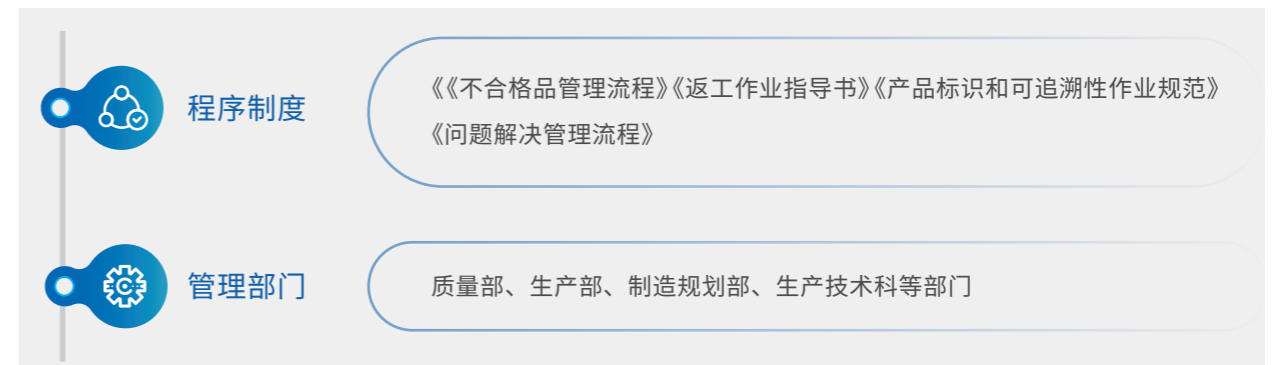 程序制度
《《不合格品管理流程》《返工作业指导书》《产品标识和可追溯性作业规范》
《问题解决管理流程》
管理部门
质量部、生产部、制造规划部、生产技术科等部门